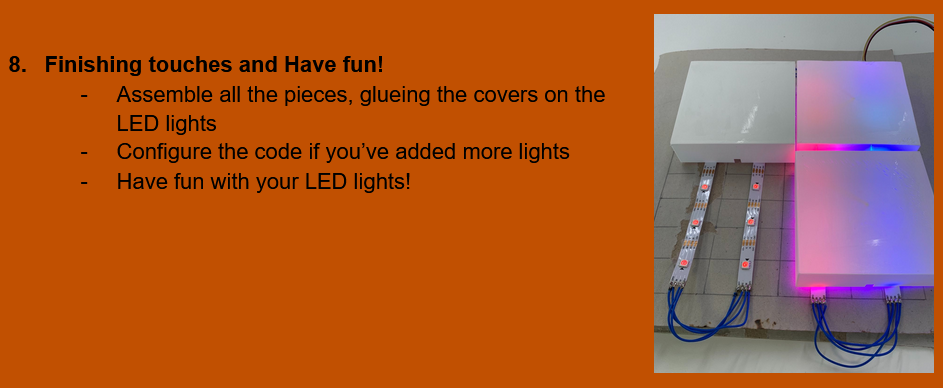 8. Finishing touches and Have fun!
- Assemble all the pieces, glueing the covers on the
LED lights
- Configure the code if you've added more lights
- Have fun with your LED lights!